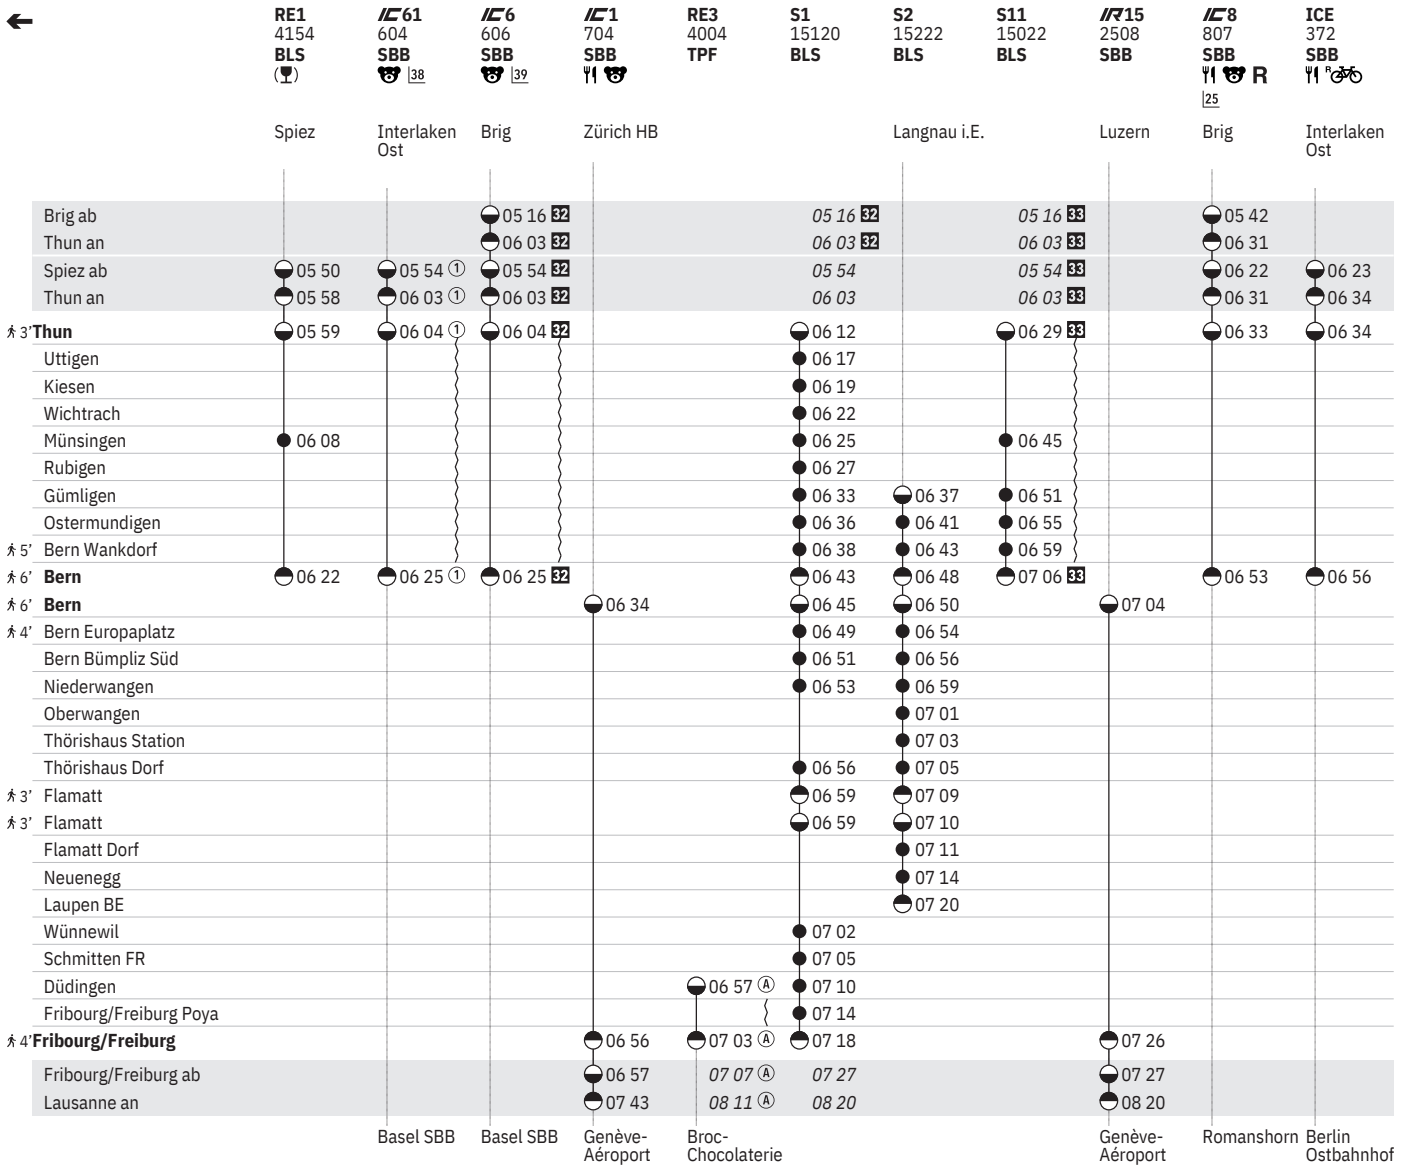 RE1 IC61 IC6 IC1 RE3 S1 S2 S11 IR15 IC8 ICE
4154 604 606 704 4004 15120 15222 15022 2508 807 372
BLS SBB SBB SBB TPF BLS BLS BLS SBB SBB SBB
38 39 R R
25
Spiez Interlaken Brig Zürich HB Langnau i.E. Luzern Brig Interlaken
Ost Ost
Brig ab 05 16 32 05 16 32 05 16 33 05 42
Thun an 06 03 32 06 03 32 06 03 33 06 31
Spiez ab 05 50 05 54 1 05 54 32 05 54 05 54 33 06 22 06 23
Thun an 05 58 06 03 1 06 03 32 06 03 06 03 33 06 31 06 34
3’ Thun 05 59 06 04 1 06 04 32 06 12 06 29 33 06 33 06 34
Uttigen 06 17
Kiesen 06 19
Wichtrach 06 22
Münsingen 06 08 06 25 06 45
Rubigen 06 27
Gümligen 06 33 06 37 06 51
Ostermundigen 06 36 06 41 06 55
5’ Bern Wankdorf 06 38 06 43 06 59
6’ Bern 06 22 06 25 1 06 25 32 06 43 06 48 07 06 33 06 53 06 56
6’ Bern 06 34 06 45 06 50 07 04
4’ Bern Europaplatz 06 49 06 54
Bern Bümpliz Süd 06 51 06 56
Niederwangen 06 53 06 59
Oberwangen 07 01
Thörishaus Station 07 03
Thörishaus Dorf 06 56 07 05
3’ Flamatt 06 59 07 09
3’ Flamatt 06 59 07 10
Flamatt Dorf 07 11
Neuenegg 07 14
Laupen BE 07 20
Wünnewil 07 02
Schmitten FR 07 05
Düdingen 06 57 A 07 10
Fribourg/Freiburg Poya 07 14
4’ Fribourg/Freiburg 06 56 07 03 A 07 18 07 26
Fribourg/Freiburg ab 06 57 07 07 A 07 27 07 27
Lausanne an 07 43 08 11 A 08 20 08 20
Basel SBB Basel SBB Genève- Broc- Genève- Romanshorn Berlin
Aéroport Chocolaterie Aéroport Ostbahnhof